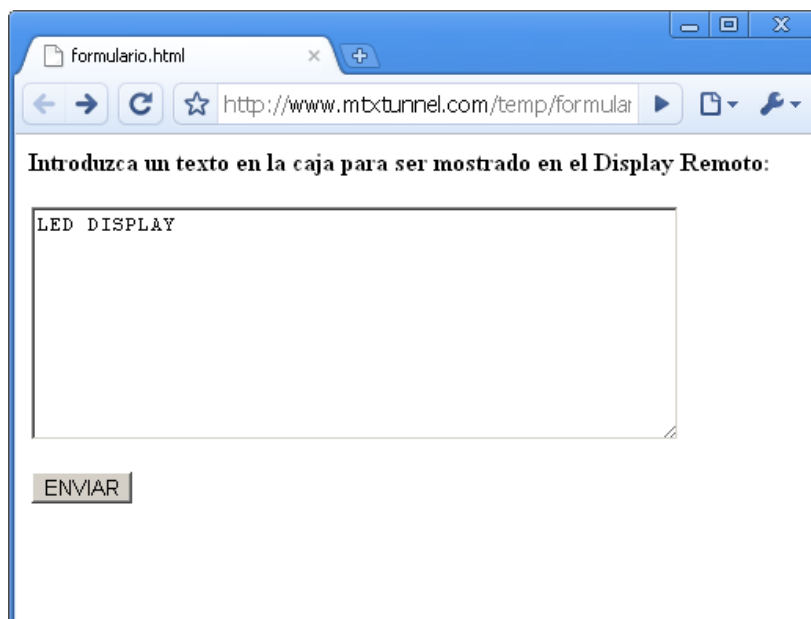 formulario.html
http://www.mtxtunnel.com/temp/formular
Introduzca un texto en la caja para ser mostrado en el Display Remoto:
LED DISPLAY
ENVIAR